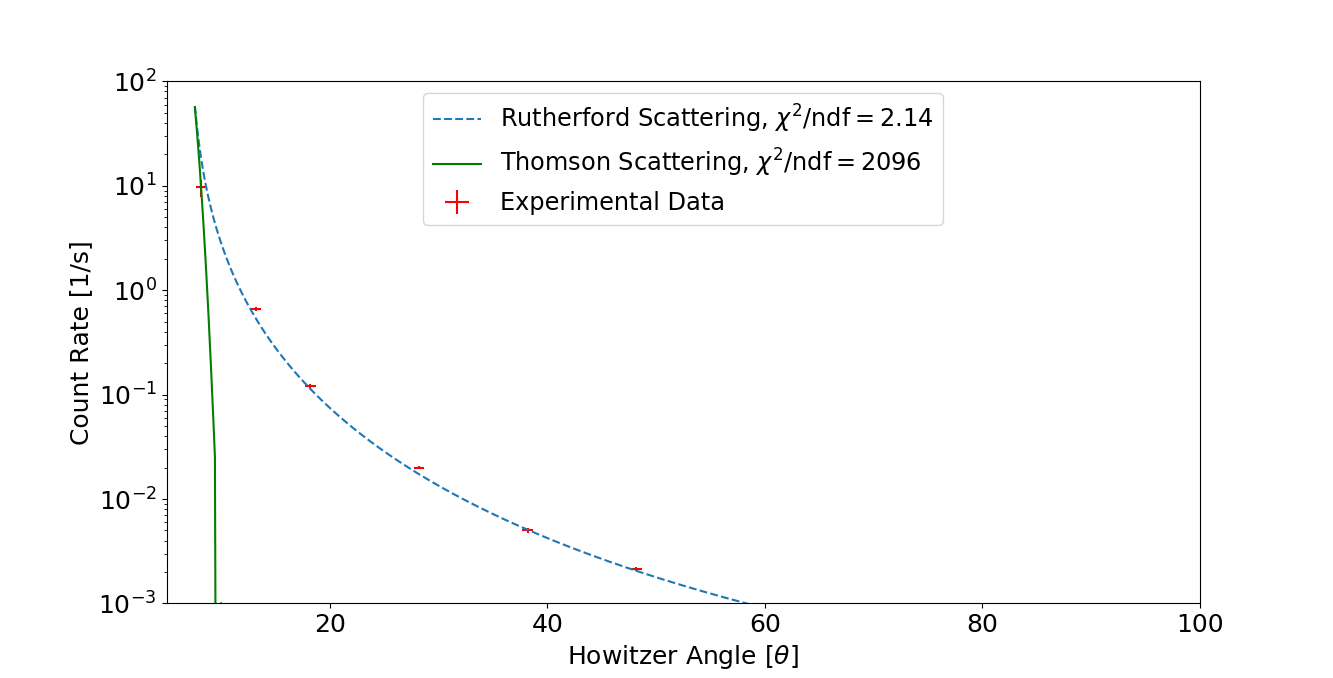 Rutherford Scattering, χ²/ndf = 2.14
Thomson Scattering, χ²/ndf = 2096
Experimental Data
Count Rate [1/s]
10²
10¹
10⁰
10⁻¹
10⁻²
10⁻³
20 40 60 80 100
Howitzer Angle [θ]